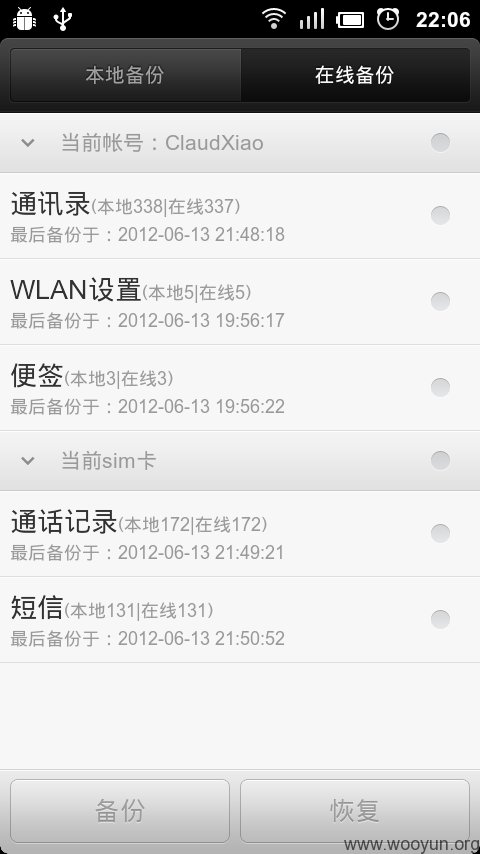 22:06
本地备份 在线备份
当前帐号：ClaudXiao
通讯录(本地338|在线337)
最后备份于：2012-06-13 21:48:18
WLAN设置(本地5|在线5)
最后备份于：2012-06-13 19:56:17
便签(本地3|在线3)
最后备份于：2012-06-13 19:56:22
当前sim卡
通话记录(本地172|在线172)
最后备份于：2012-06-13 21:49:21
短信(本地131|在线131)
最后备份于：2012-06-13 21:50:52
备份 恢复
www.wooyun.org